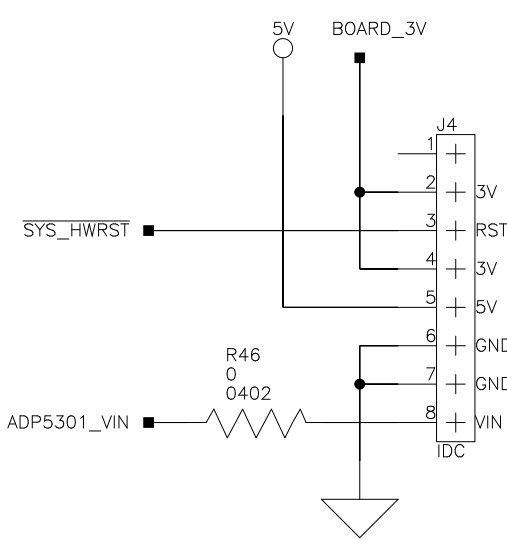 5V
BOARD_3V
J4
1
2
3V
SYS_HWRST
3
RST
4
3V
5
5V
6
GND
R46
0
0402
7
GND
ADP5301_VIN
8
VIN
IDC